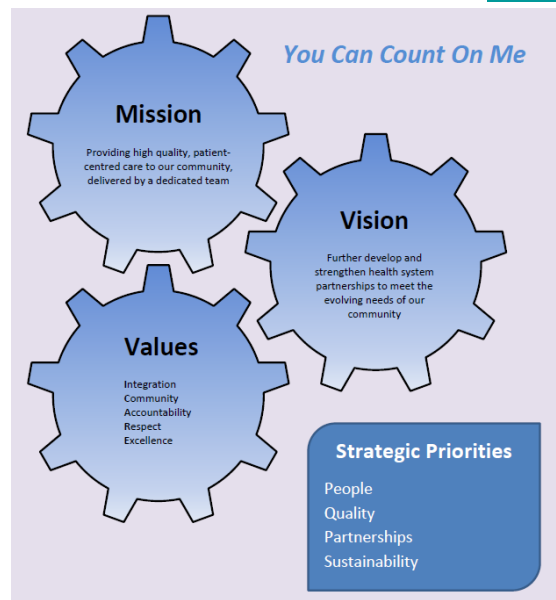 You Can Count On Me
Mission
Providing high quality, patient-
centred care to our community,
delivered by a dedicated team
Vision
Further develop and
strengthen health system
partnerships to meet the
evolving needs of our
community
Values
Integration
Community
Accountability
Respect
Excellence
Strategic Priorities
People
Quality
Partnerships
Sustainability